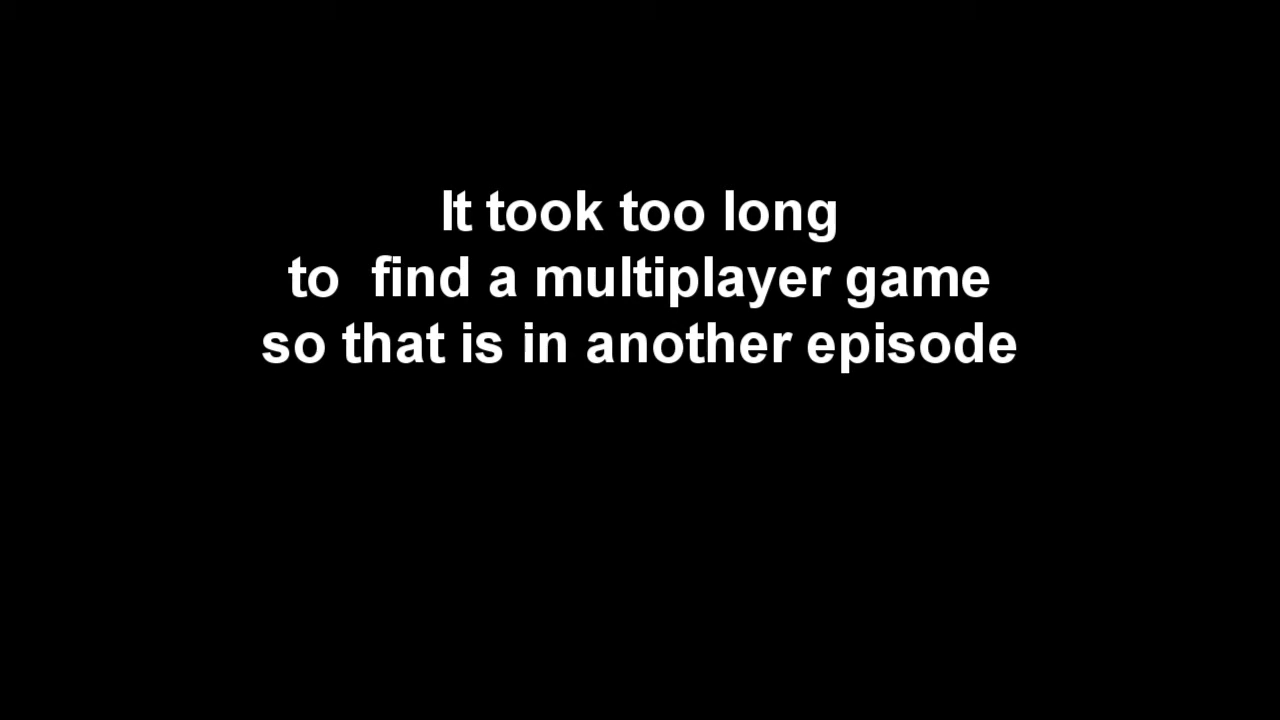 It took too long
to  find a multiplayer game
so that is in another episode